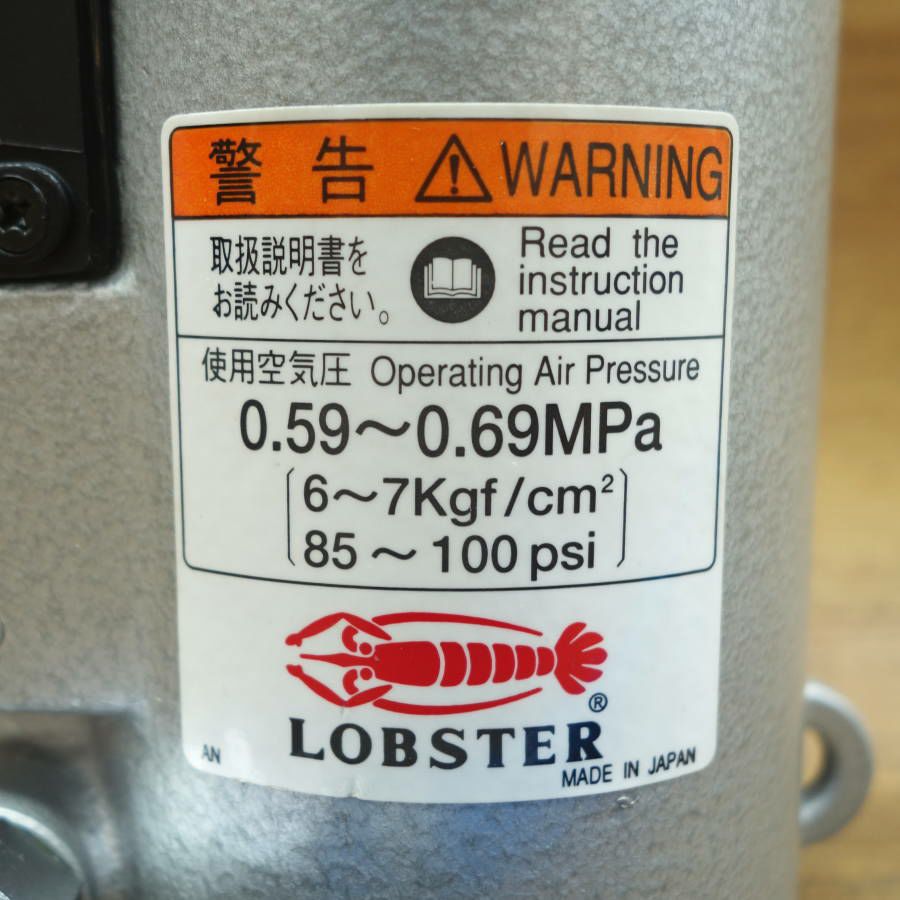 警告 WARNING
取扱説明書を
お読みください。
Read the
instruction
manual
使用空気圧 Operating Air Pressure
0.59～0.69MPa
6～7Kgf/cm²
85～100psi
LOBSTER®
AN
MADE IN JAPAN